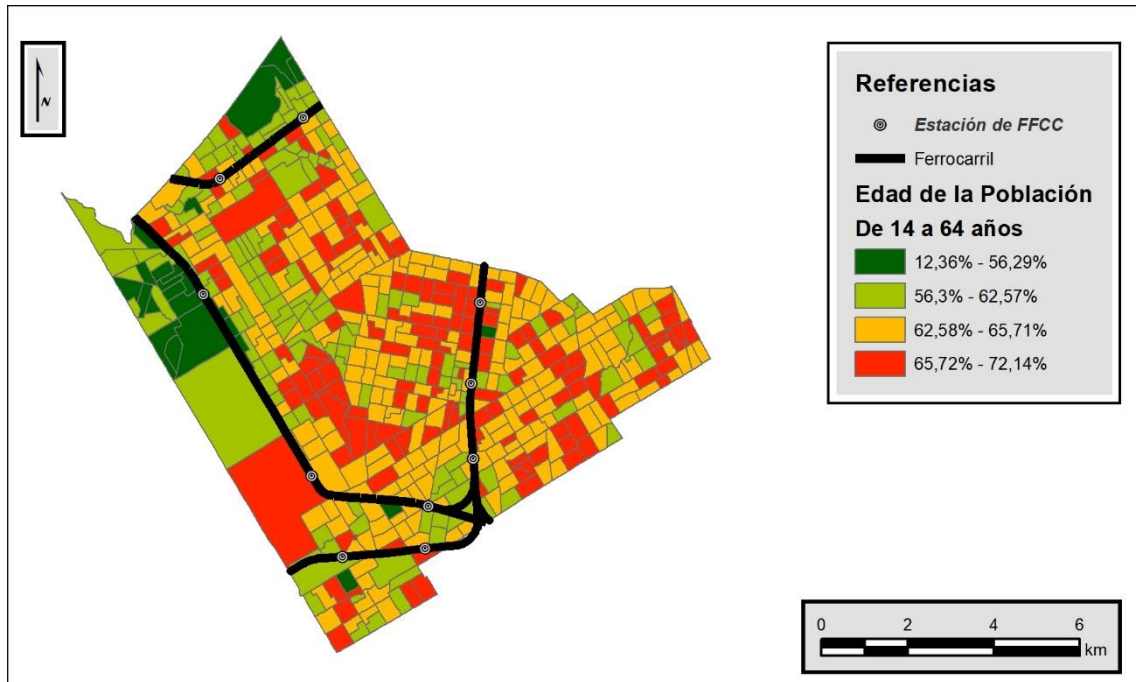 N
Referencias
Estación de FFCC
Ferrocarril
Edad de la Población
De 14 a 64 años
12,36% - 56,29%
56,3% - 62,57%
62,58% - 65,71%
65,72% - 72,14%
0 2 4 6
km